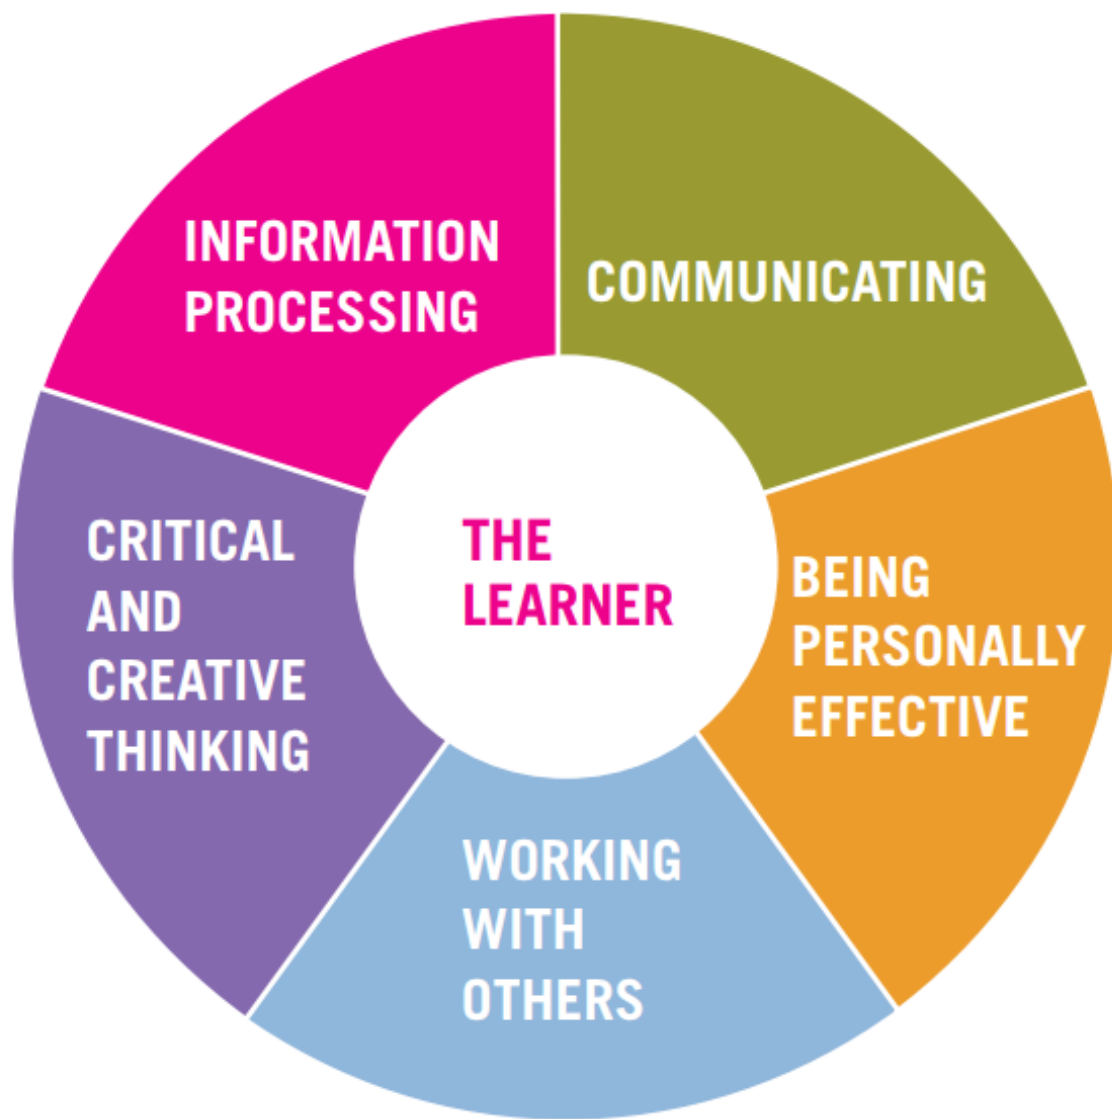 INFORMATION
PROCESSING
COMMUNICATING
CRITICAL
AND
CREATIVE
THINKING
THE
LEARNER
BEING
PERSONALLY
EFFECTIVE
WORKING
WITH
OTHERS